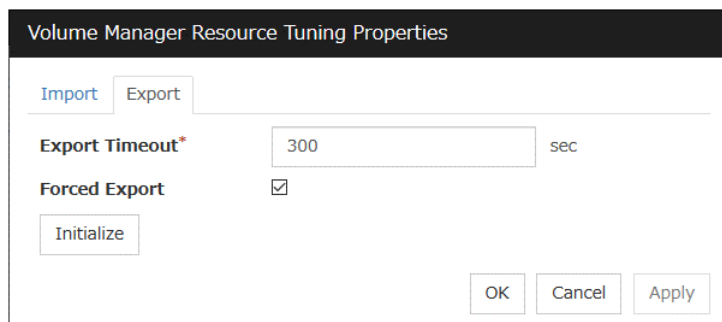 Volume Manager Resource Tuning Properties
Import Export
Export Timeout* 300 sec
Forced Export
Initialize
OK Cancel Apply